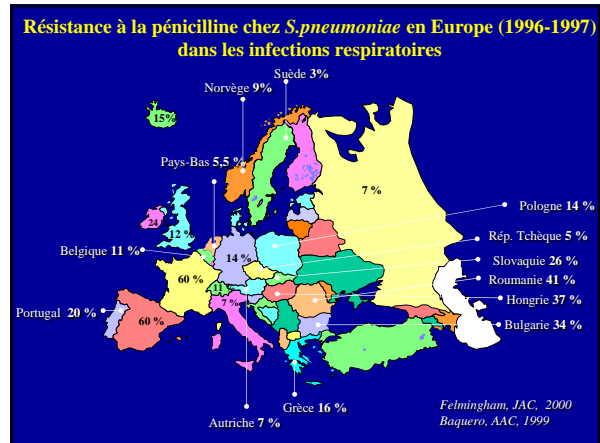 Résistance à la pénicilline chez S.pneumoniae en Europe (1996-1997)
dans les infections respiratoires
Suède 3%
Norvège 9%
15%
Pays-Bas 5,5 %
7 %
Pologne 14 %
24
12 %
Rép. Tchèque 5 %
Belgique 11 %
14 %
Slovaquie 26 %
60 %
11
Roumanie 41 %
7 %
Hongrie 37 %
Portugal 20 %
60 %
Bulgarie 34 %
Grèce 16 %
Autriche 7 %
Felmingham, JAC, 2000
Baquero, AAC, 1999